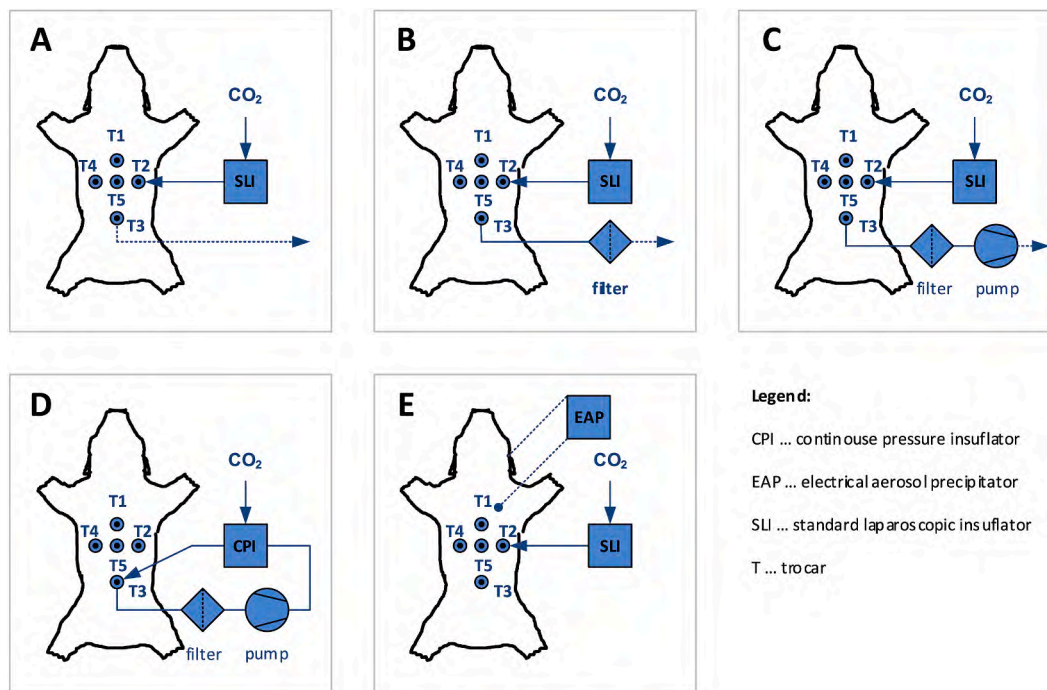 A
CO2
T1
T4
T2
SLI
T5
T3
B
CO2
T1
T4
T2
SLI
T5
T3
filter
C
CO2
T1
T4
T2
SLI
T5
T3
filter
pump
D
CO2
T1
T4
T2
CPI
T5
T3
filter
pump
E
EAP
CO2
T1
T4
T2
SLI
T5
T3
Legend:
CPI ... continouse pressure insuflator
EAP ... electrical aerosol precipitator
SLI ... standard laparoscopic insuflator
T ... trocar